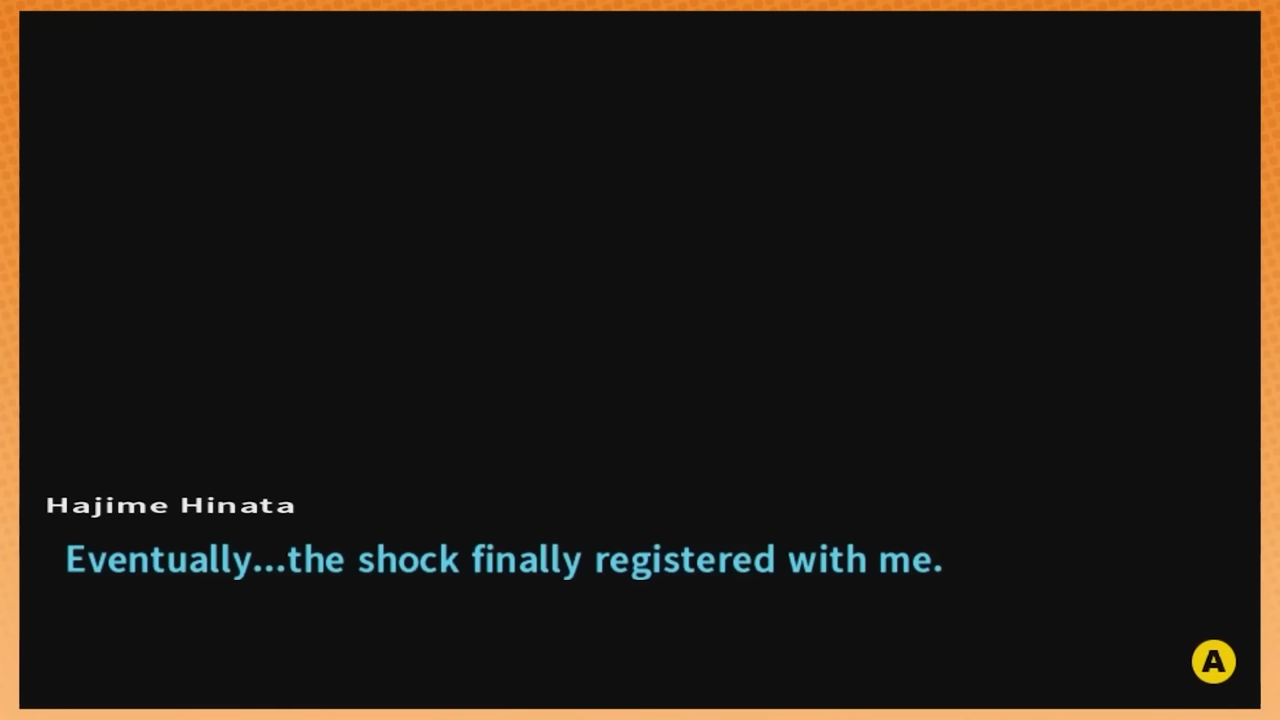 Hajime Hinata
Eventually...the shock finally registered with me.
A